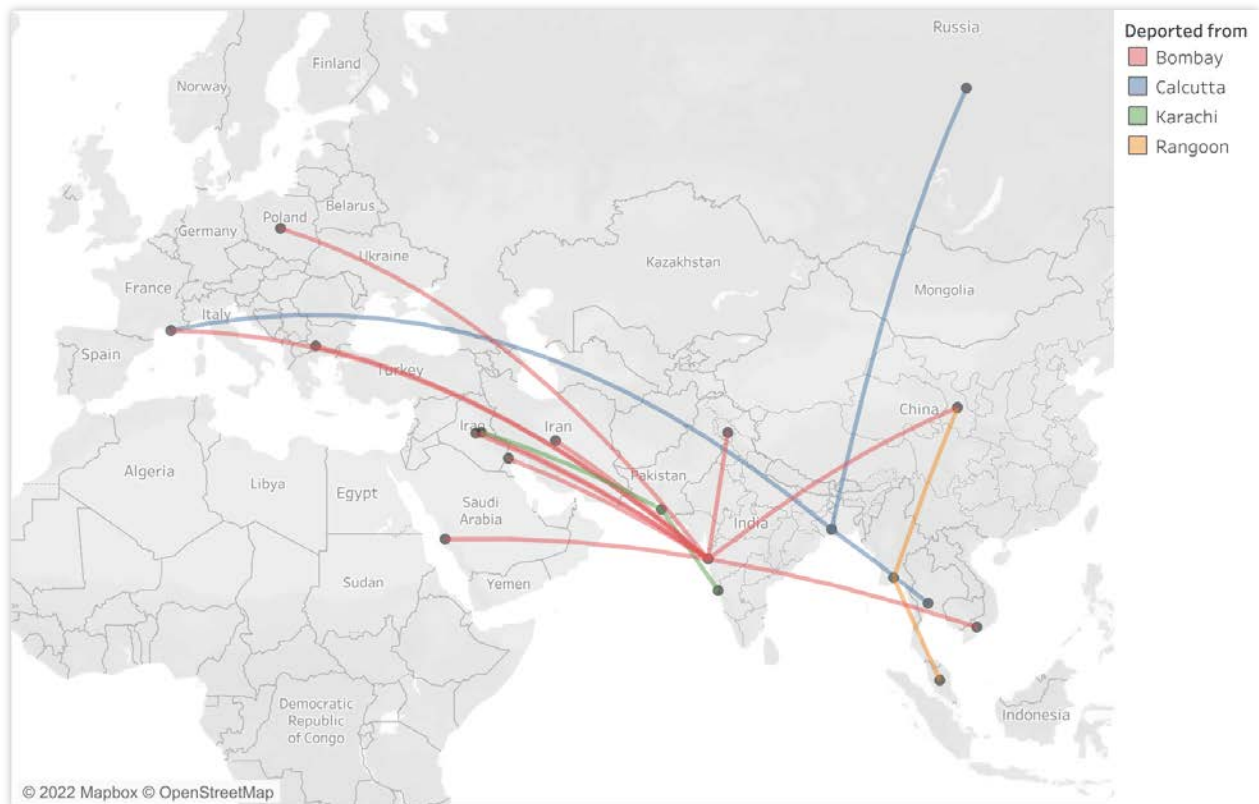 Russia
Finland
Norway
Belarus
Poland
Germany
Ukraine
Kazakhstan
France
Mongolia
Italy
Spain
Turkey
China
Iraq
Iran
Pakistan
Algeria
Libya
Egypt
Saudi
Arabia
India
Sudan
Yemen
Democratic
Republic
of Congo
Indonesia
© 2022 Mapbox © OpenStreetMap
Deported from
Bombay
Calcutta
Karachi
Rangoon